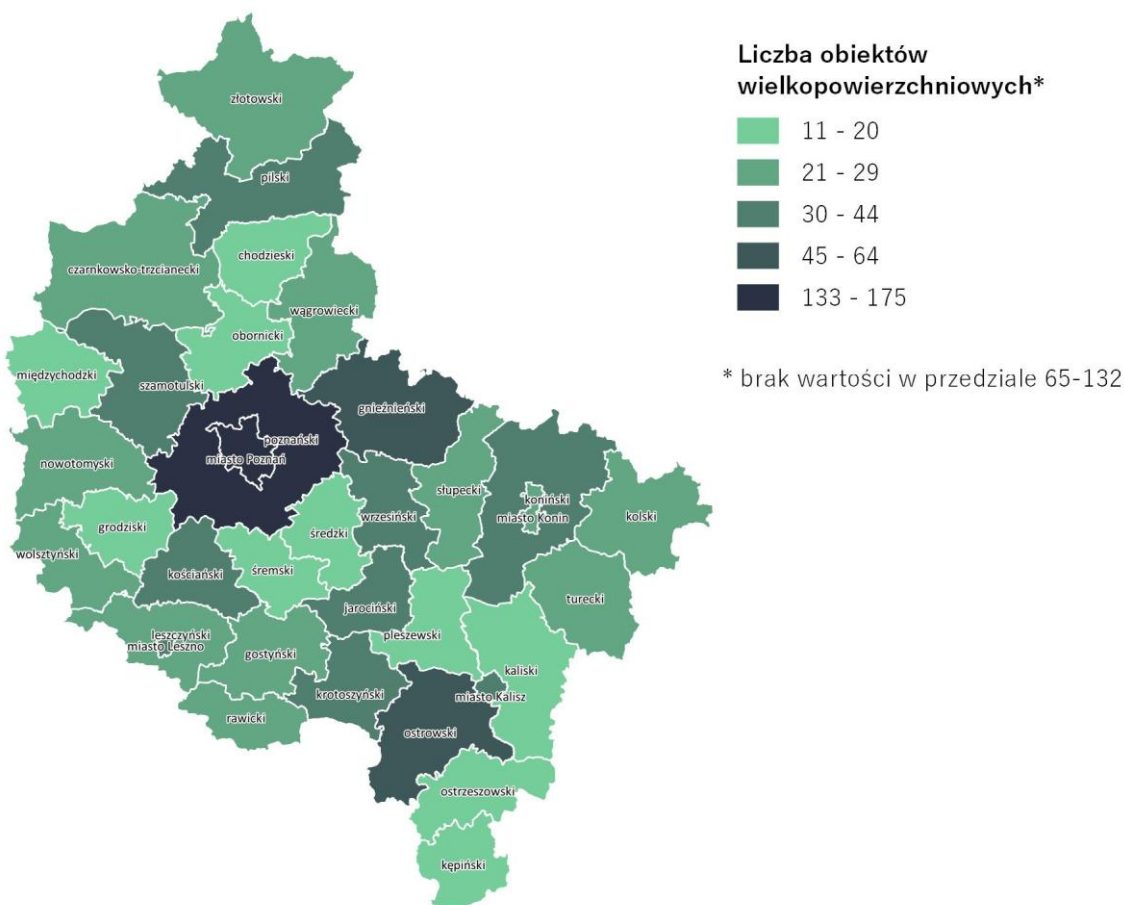 Liczba obiektów
wielkopowierzchniowych*
11 - 20
21 - 29
30 - 44
45 - 64
133 - 175
* brak wartości w przedziale 65-132
złotowski
pilski
chodzieski
czarnkowsko-trzcianecki
wągrowiecki
obornicki
międzychodzki
szamotulski
gnieźnieński
poznański
miasto Poznań
nowotomyski
słupecki
koniński
miasto Konin
kolski
wrzesiński
grodziski
średzki
wolsztyński
kościański
śremski
turecki
jarociński
leszczyński
miasto Leszno
pleszewski
gostyński
kaliski
krotoszyński
miasto Kalisz
rawicki
ostrowski
ostrzeszowski
kępiński